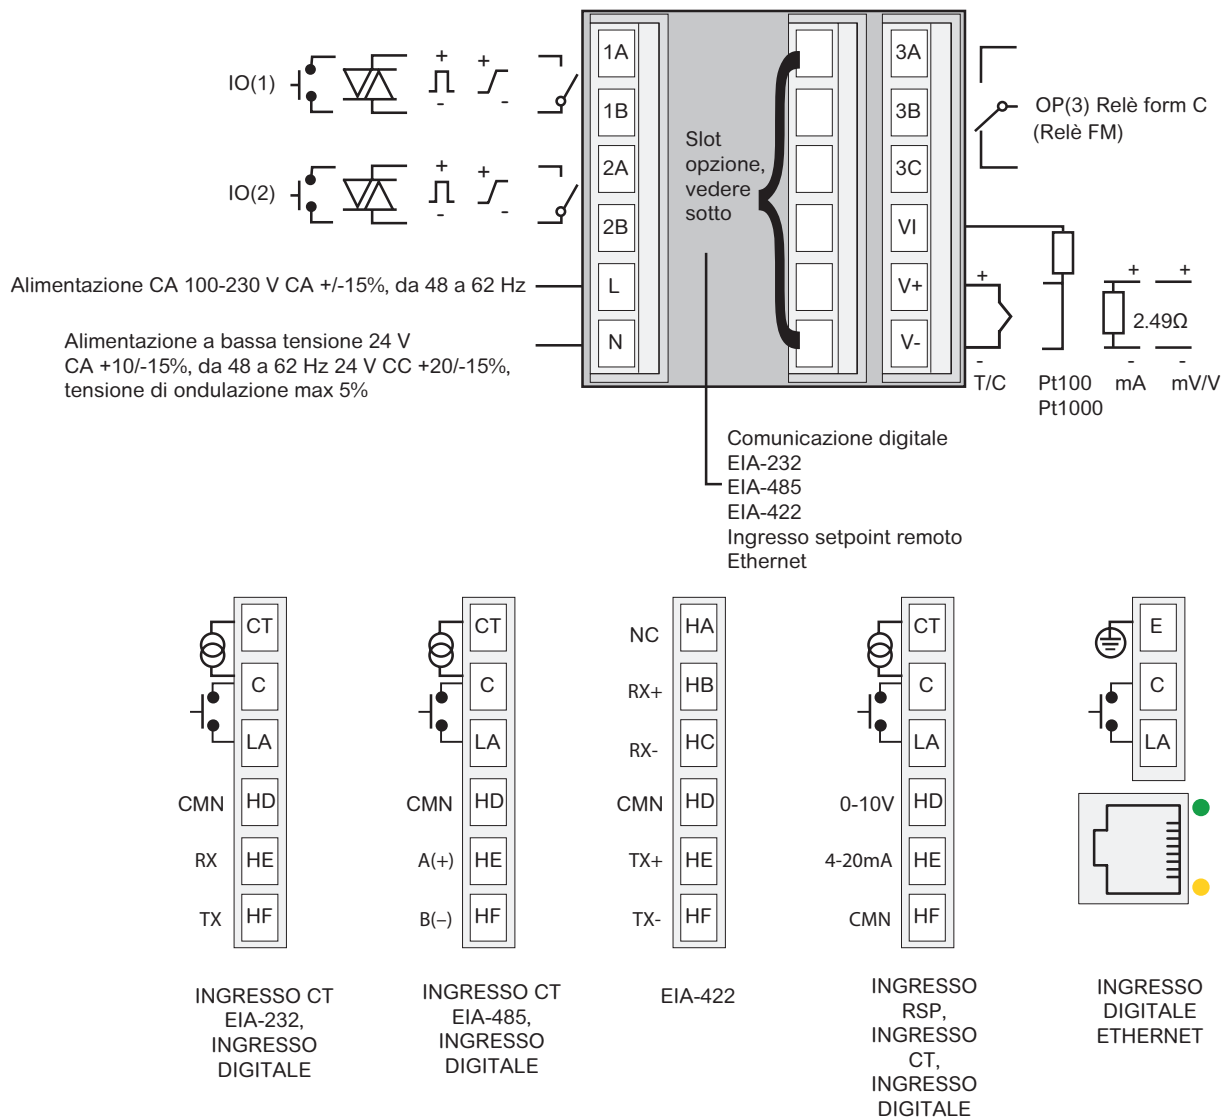 1A
1B
2A
2B
L
N
3A
3B
3C
VI
V+
V-
IO(1)
+
-
+
-
IO(2)
+
-
+
-
Slot
opzione,
vedere
sotto
OP(3) Relè form C
(Relè FM)
Alimentazione CA 100-230 V CA +/-15%, da 48 a 62 Hz
Alimentazione a bassa tensione 24 V
CA +10/-15%, da 48 a 62 Hz 24 V CC +20/-15%,
tensione di ondulazione max 5%
+
-
T/C
Pt100
Pt1000
+
2.49Ω
-
mA
+
-
mV/V
Comunicazione digitale
EIA-232
EIA-485
EIA-422
Ingresso setpoint remoto
Ethernet
CT
C
LA
CMN HD
RX HE
TX HF
INGRESSO CT
EIA-232,
INGRESSO
DIGITALE
CT
C
LA
CMN HD
A(+) HE
B(–) HF
INGRESSO CT
EIA-485,
INGRESSO
DIGITALE
NC HA
RX+ HB
RX- HC
CMN HD
TX+ HE
TX- HF
EIA-422
CT
C
LA
0-10V HD
4-20mA HE
CMN HF
INGRESSO
RSP,
INGRESSO
CT,
INGRESSO
DIGITALE
E
C
LA
INGRESSO
DIGITALE
ETHERNET